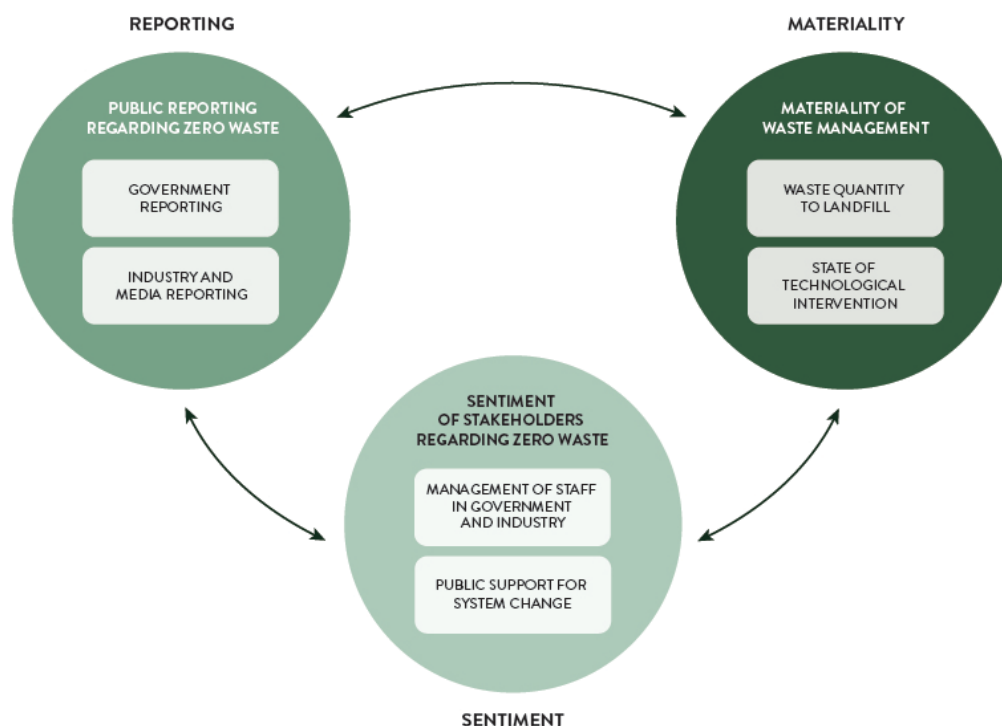 REPORTING
PUBLIC REPORTING
REGARDING ZERO WASTE
GOVERNMENT
REPORTING
INDUSTRY AND
MEDIA REPORTING
MATERIALITY
MATERIALITY OF
WASTE MANAGEMENT
WASTE QUANTITY
TO LANDFILL
STATE OF
TECHNOLOGICAL
INTERVENTION
SENTIMENT
OF STAKEHOLDERS
REGARDING ZERO WASTE
MANAGEMENT OF STAFF
IN GOVERNMENT
AND INDUSTRY
PUBLIC SUPPORT FOR
SYSTEM CHANGE
SENTIMENT